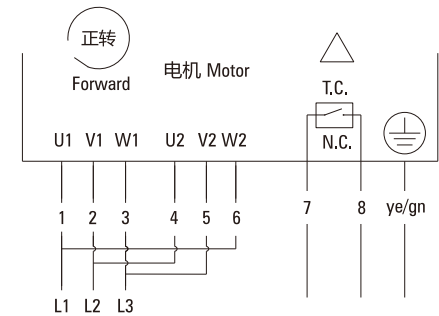 正转
Forward
电机 Motor
T.C.
N.C.
U1 V1 W1 U2 V2 W2
1 2 3 4 5 6 7 8 ye/gn
L1 L2 L3